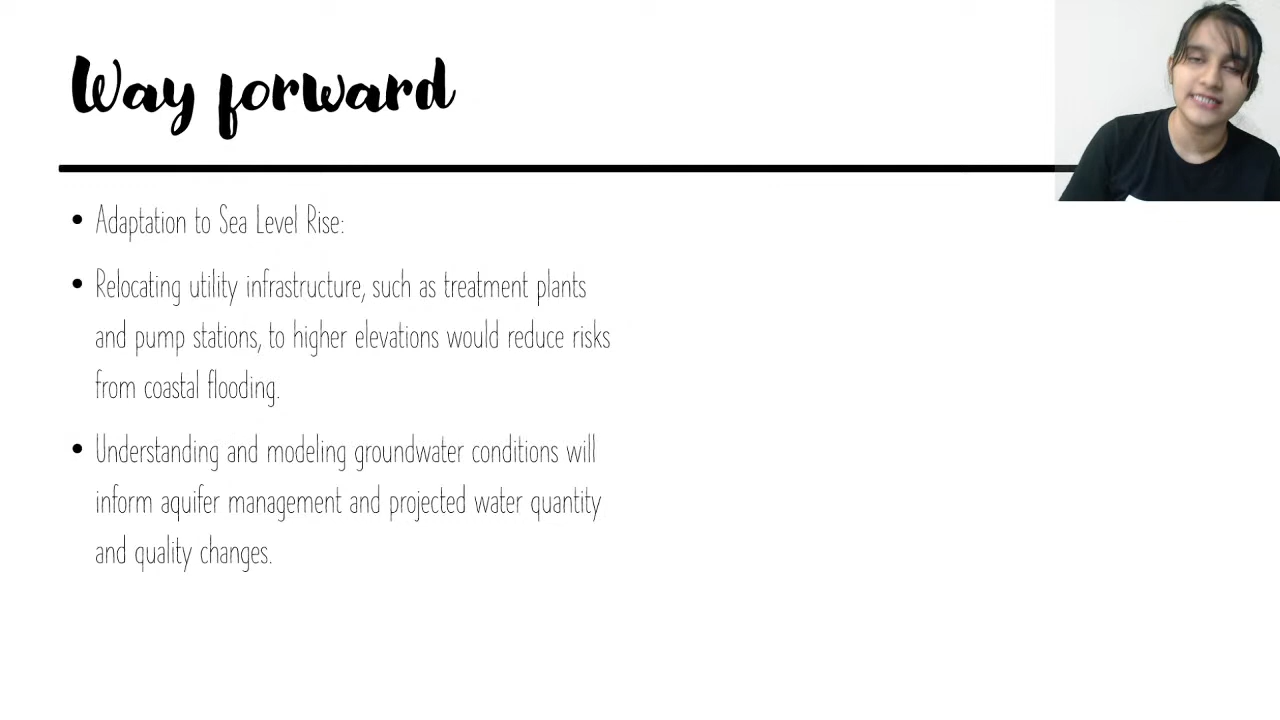 Way forward
• Adaptation to Sea Level Rise:
• Relocating utility infrastructure, such as treatment plants
and pump stations, to higher elevations would reduce risks
from coastal flooding.
• Understanding and modeling groundwater conditions will
inform aquifer management and projected water quantity
and quality changes.